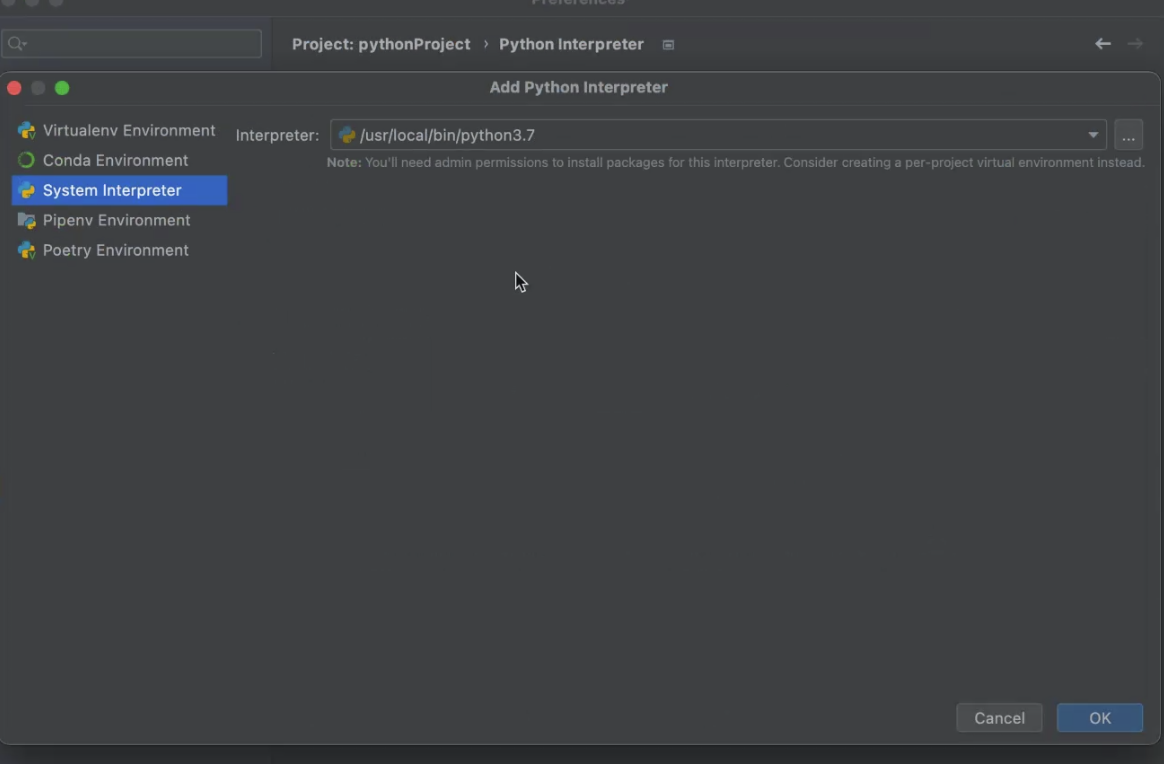 Preferences
Project: pythonProject › Python Interpreter
Add Python Interpreter
Virtualenv Environment
Conda Environment
System Interpreter
Pipenv Environment
Poetry Environment
Interpreter: /usr/local/bin/python3.7 ...
Note: You'll need admin permissions to install packages for this interpreter. Consider creating a per-project virtual environment instead.
Cancel OK